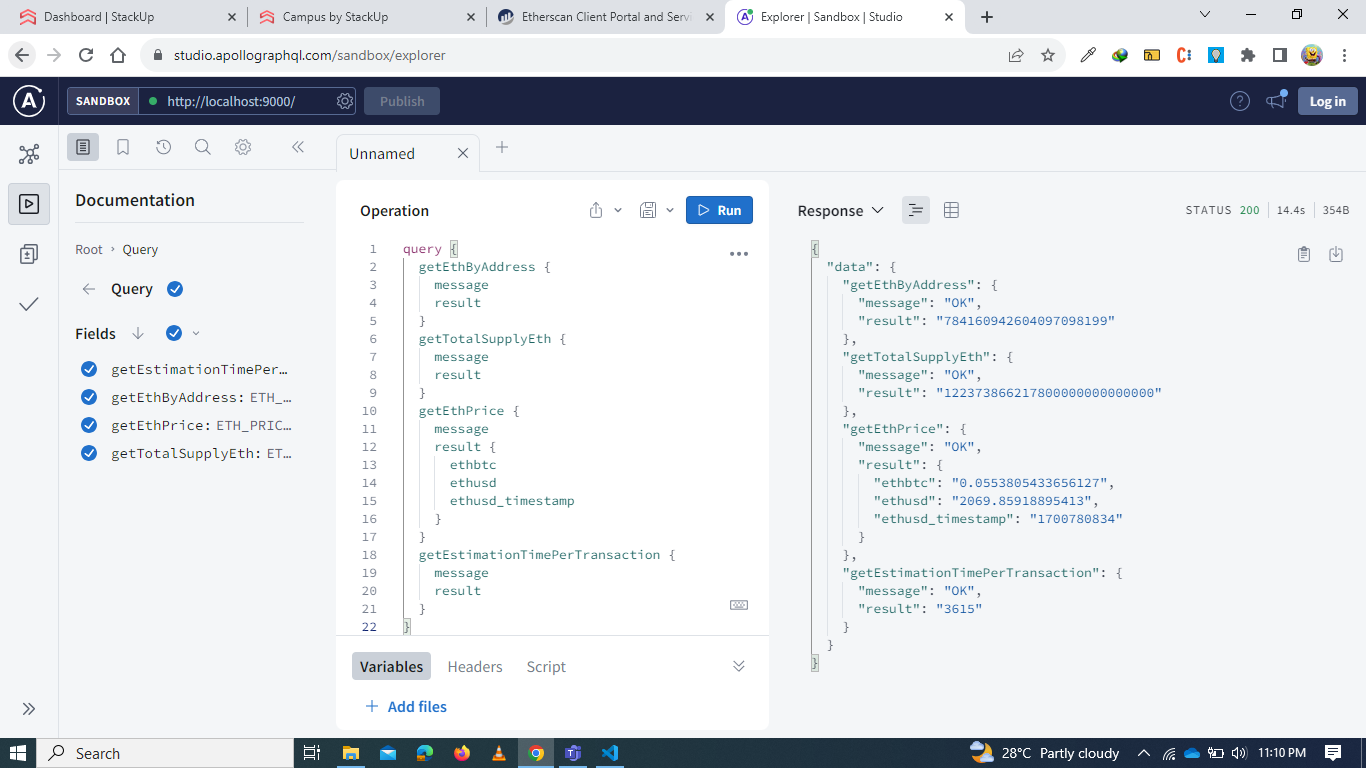 Dashboard | StackUp
Campus by StackUp
Etherscan Client Portal and Servi
Explorer | Sandbox | Studio
studio.apollographql.com/sandbox/explorer
SANDBOX
http://localhost:9000/
Publish
Log in
Documentation
Root › Query
Query
Fields
getEstimationTimePer…
getEthByAddress: ETH_…
getEthPrice: ETH_PRIC…
getTotalSupplyEth: ET…
Unnamed
Operation
Run
1 query {
2 getEthByAddress {
3 message
4 result
5 }
6 getTotalSupplyEth {
7 message
8 result
9 }
10 getEthPrice {
11 message
12 result {
13 ethbtc
14 ethusd
15 ethusd_timestamp
16 }
17 }
18 getEstimationTimePerTransaction {
19 message
20 result
21 }
22 }
Variables
Headers
Script
Add files
Response
STATUS 200
14.4s
354B
{
"data": {
"getEthByAddress": {
"message": "OK",
"result": "784160942604097098199"
},
"getTotalSupplyEth": {
"message": "OK",
"result": "122373866217800000000000000"
},
"getEthPrice": {
"message": "OK",
"result": {
"ethbtc": "0.0553805433656127",
"ethusd": "2069.85918895413",
"ethusd_timestamp": "1700780834"
}
},
"getEstimationTimePerTransaction": {
"message": "OK",
"result": "3615"
}
}
}
Search
28°C Partly cloudy
11:10 PM